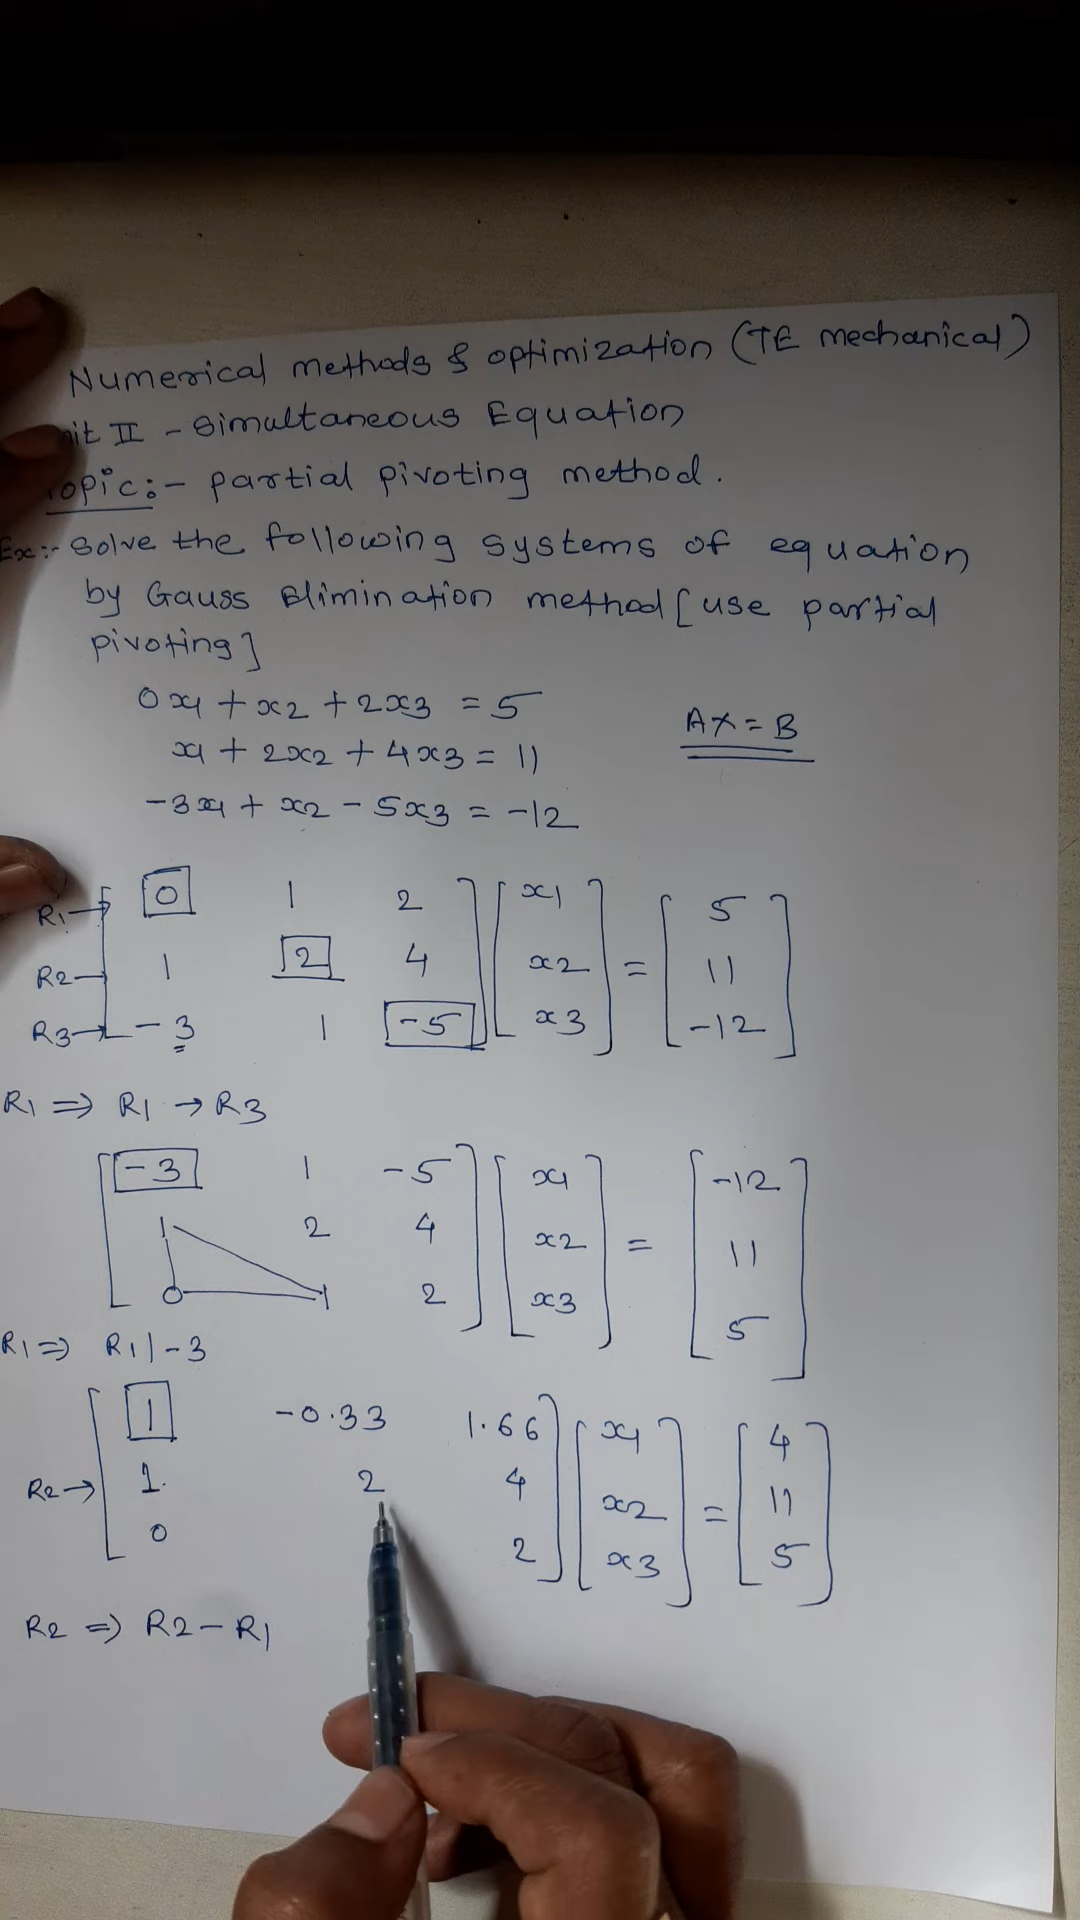 Numerical methods & optimization (TE mechanical)
II - Simultaneous Equation
Topic:- partial pivoting method.
Ex:- Solve the following systems of equation
by Gauss Elimination method [use partial
pivoting]
0x1 + x2 + 2x3 = 5
AX = B
x1 + 2x2 + 4x3 = 11
-3x1 + x2 - 5x3 = -12
R1→ 0 1 2 x1 5
R2 1 2 4 x2 = 11
R3→ -3 1 -5 x3 -12
R1 ⇒ R1 → R3
-3 1 -5 x1 -12
1 2 4 x2 = 11
0 1 2 x3 5
R1⇒ R1|-3
1 -0.33 1.66 x1 4
R2→ 1. 2 4 x2 = 11
0 2 x3 5
R2 ⇒ R2-R1